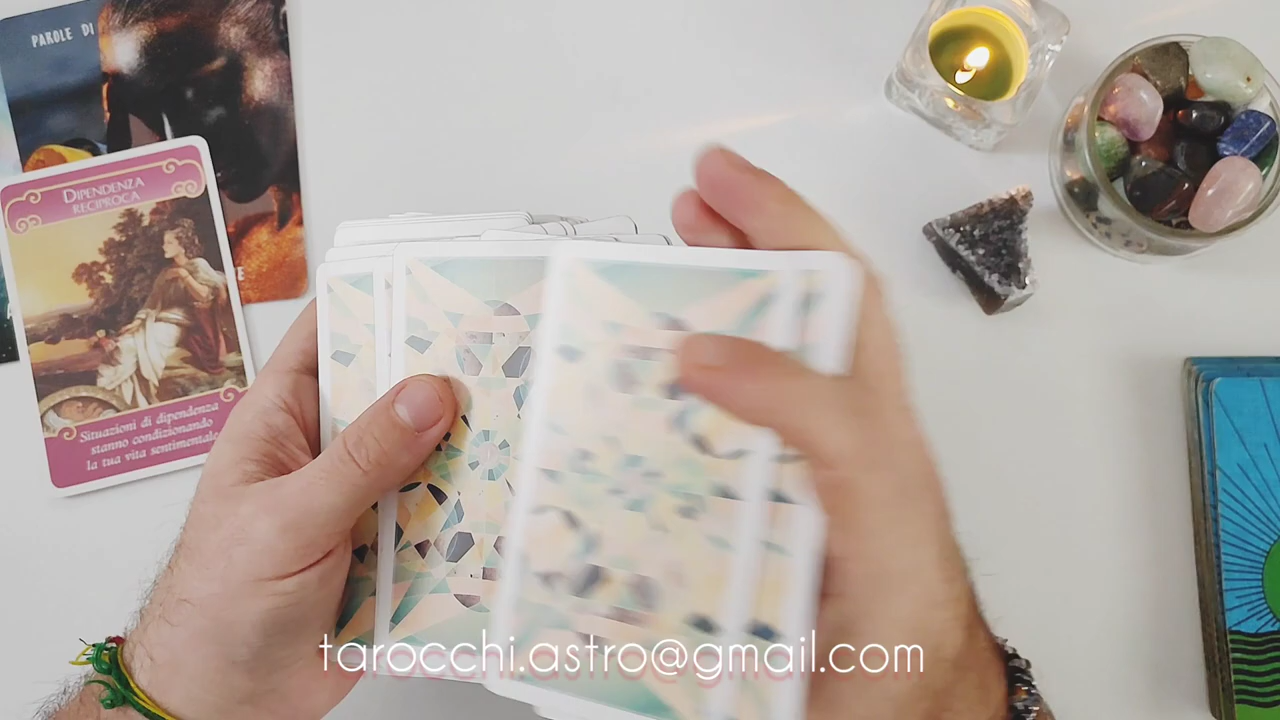 PAROLE DI
DIPENDENZA
RECIPROCA
Situazioni di dipendenza
stanno condizionando
la tua vita sentimentale
tarocchi.astro@gmail.com